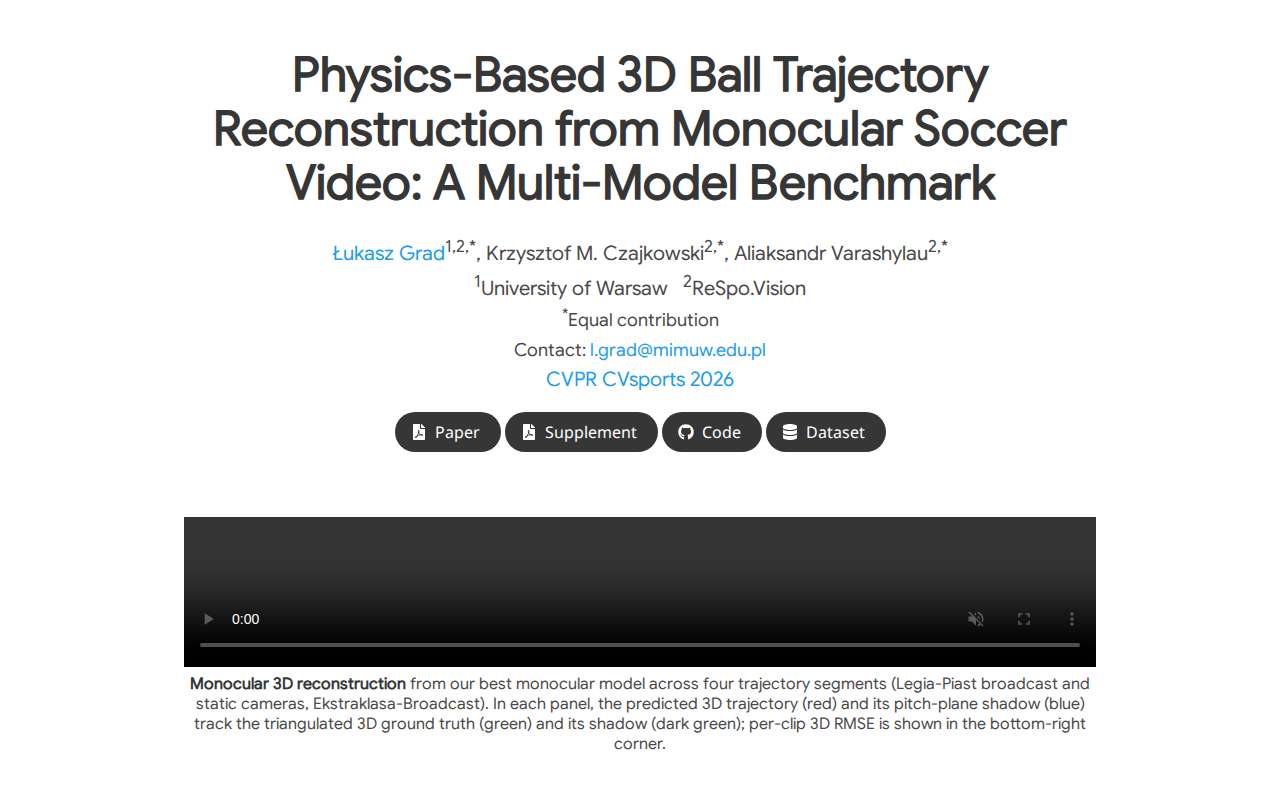 Physics-Based 3D Ball Trajectory
Reconstruction from Monocular Soccer
Video: A Multi-Model Benchmark
Łukasz Grad1,2,*, Krzysztof M. Czajkowski2,*, Aliaksandr Varashylau2,*
1University of Warsaw 2ReSpo.Vision
*Equal contribution
Contact: l.grad@mimuw.edu.pl
CVPR CVsports 2026
Paper Supplement Code Dataset
0:00
Monocular 3D reconstruction from our best monocular model across four trajectory segments (Legia-Piast broadcast and
static cameras, Ekstraklasa-Broadcast). In each panel, the predicted 3D trajectory (red) and its pitch-plane shadow (blue)
track the triangulated 3D ground truth (green) and its shadow (dark green); per-clip 3D RMSE is shown in the bottom-right
corner.